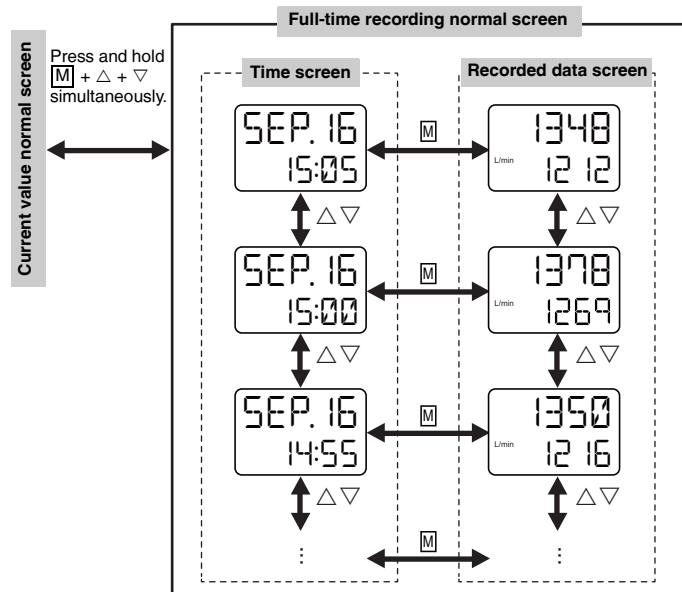 Full-time recording normal screen
Current value normal screen
Press and hold
M + △ + ▽
simultaneously.
Time screen
Recorded data screen
SEP. 16
15:05
M
1348
L/min
1212
△▽
△▽
SEP. 16
15:00
M
1378
L/min
1269
△▽
△▽
SEP. 16
14:55
M
1350
L/min
1216
△▽
△▽
⋮
M
⋮